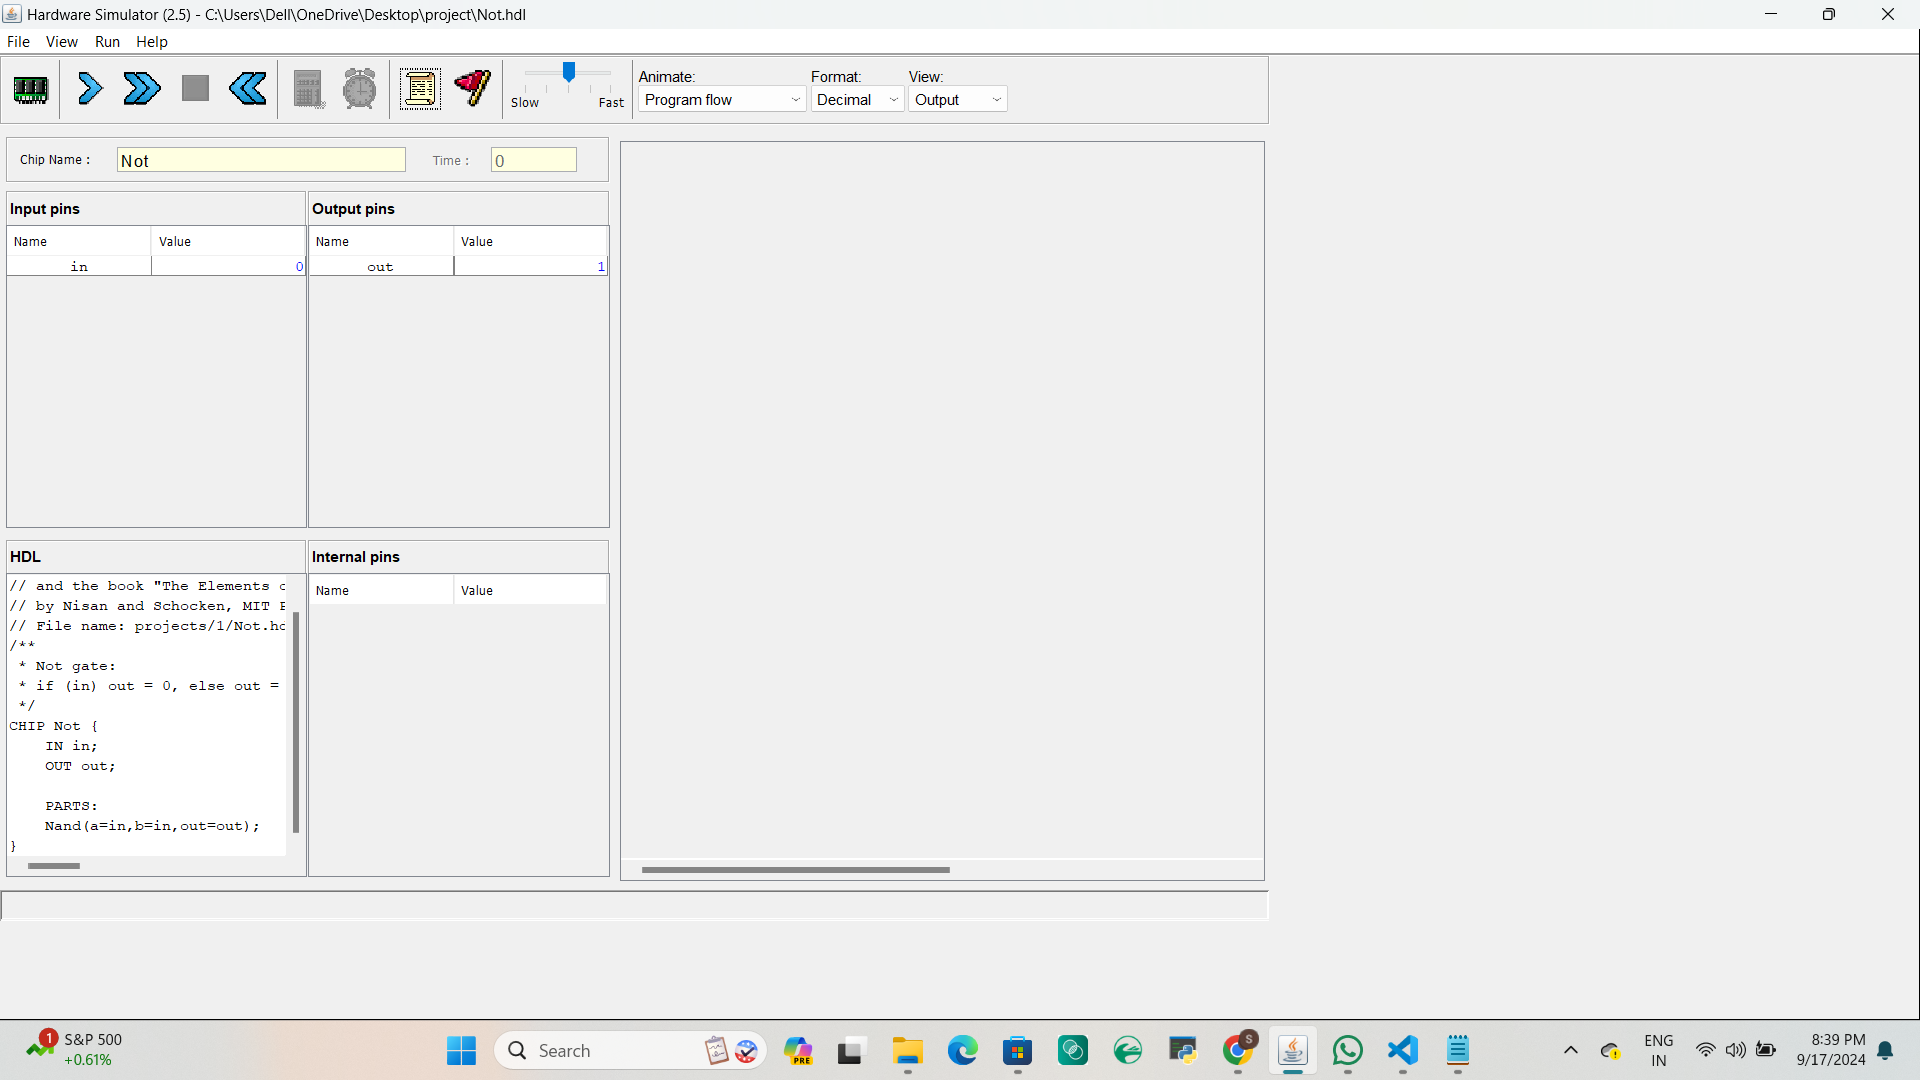 Hardware Simulator (2.5) - C:\Users\Dell\OneDrive\Desktop\project\Not.hdl
File View Run Help
Slow Fast
Animate: Format: View:
Program flow Decimal Output
Chip Name : Not Time : 0
Input pins Output pins
Name Value Name Value
in 0 out 1
HDL Internal pins
Name Value
// and the book "The Elements
// by Nisan and Schocken, MIT
// File name: projects/1/Not.
/**
* Not gate:
* if (in) out = 0, else out =
*/
CHIP Not {
IN in;
OUT out;
PARTS:
Nand(a=in,b=in,out=out);
}
1
S&P 500
+0.61%
Search
PRE
S
ENG
IN
8:39 PM
9/17/2024